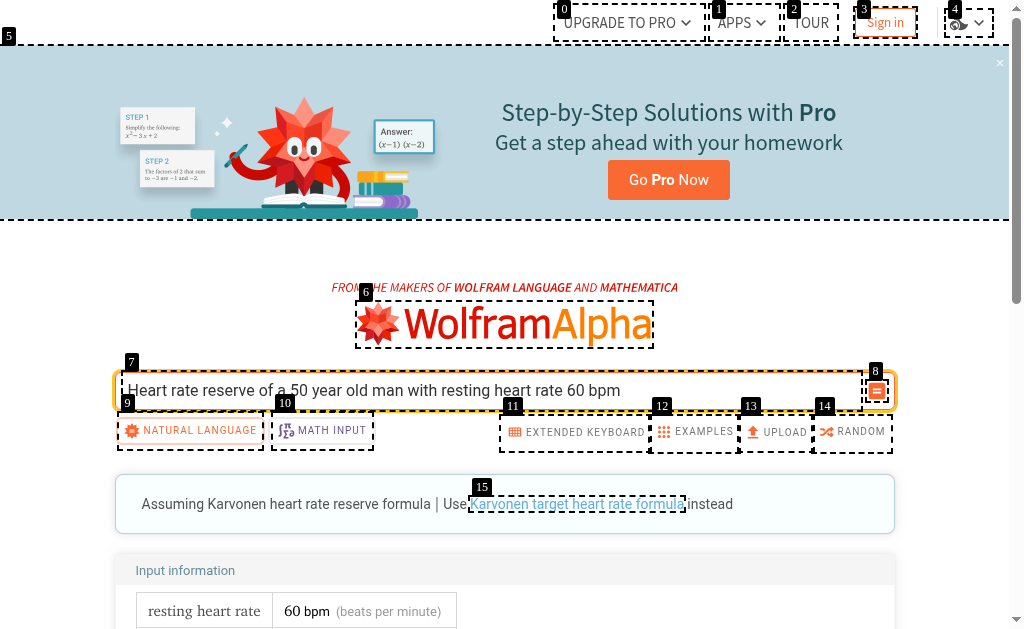 UPGRADE TO PRO
APPS
TOUR
Sign in
0
1
2
3
4
5
×
STEP 1
Simplify the following:
x² − 3 x + 2
STEP 2
The factors of 2 that sum
to −3 are −1 and −2.
Answer:
(x−1) (x−2)
Step-by-Step Solutions with Pro
Get a step ahead with your homework
Go Pro Now
FROM THE MAKERS OF WOLFRAM LANGUAGE AND MATHEMATICA
6
WolframAlpha
7
8
Heart rate reserve of a 50 year old man with resting heart rate 60 bpm
9
10
11
12
13
14
NATURAL LANGUAGE
MATH INPUT
EXTENDED KEYBOARD
EXAMPLES
UPLOAD
RANDOM
15
Assuming Karvonen heart rate reserve formula | Use Karvonen target heart rate formula instead
Input information
resting heart rate
60 bpm (beats per minute)